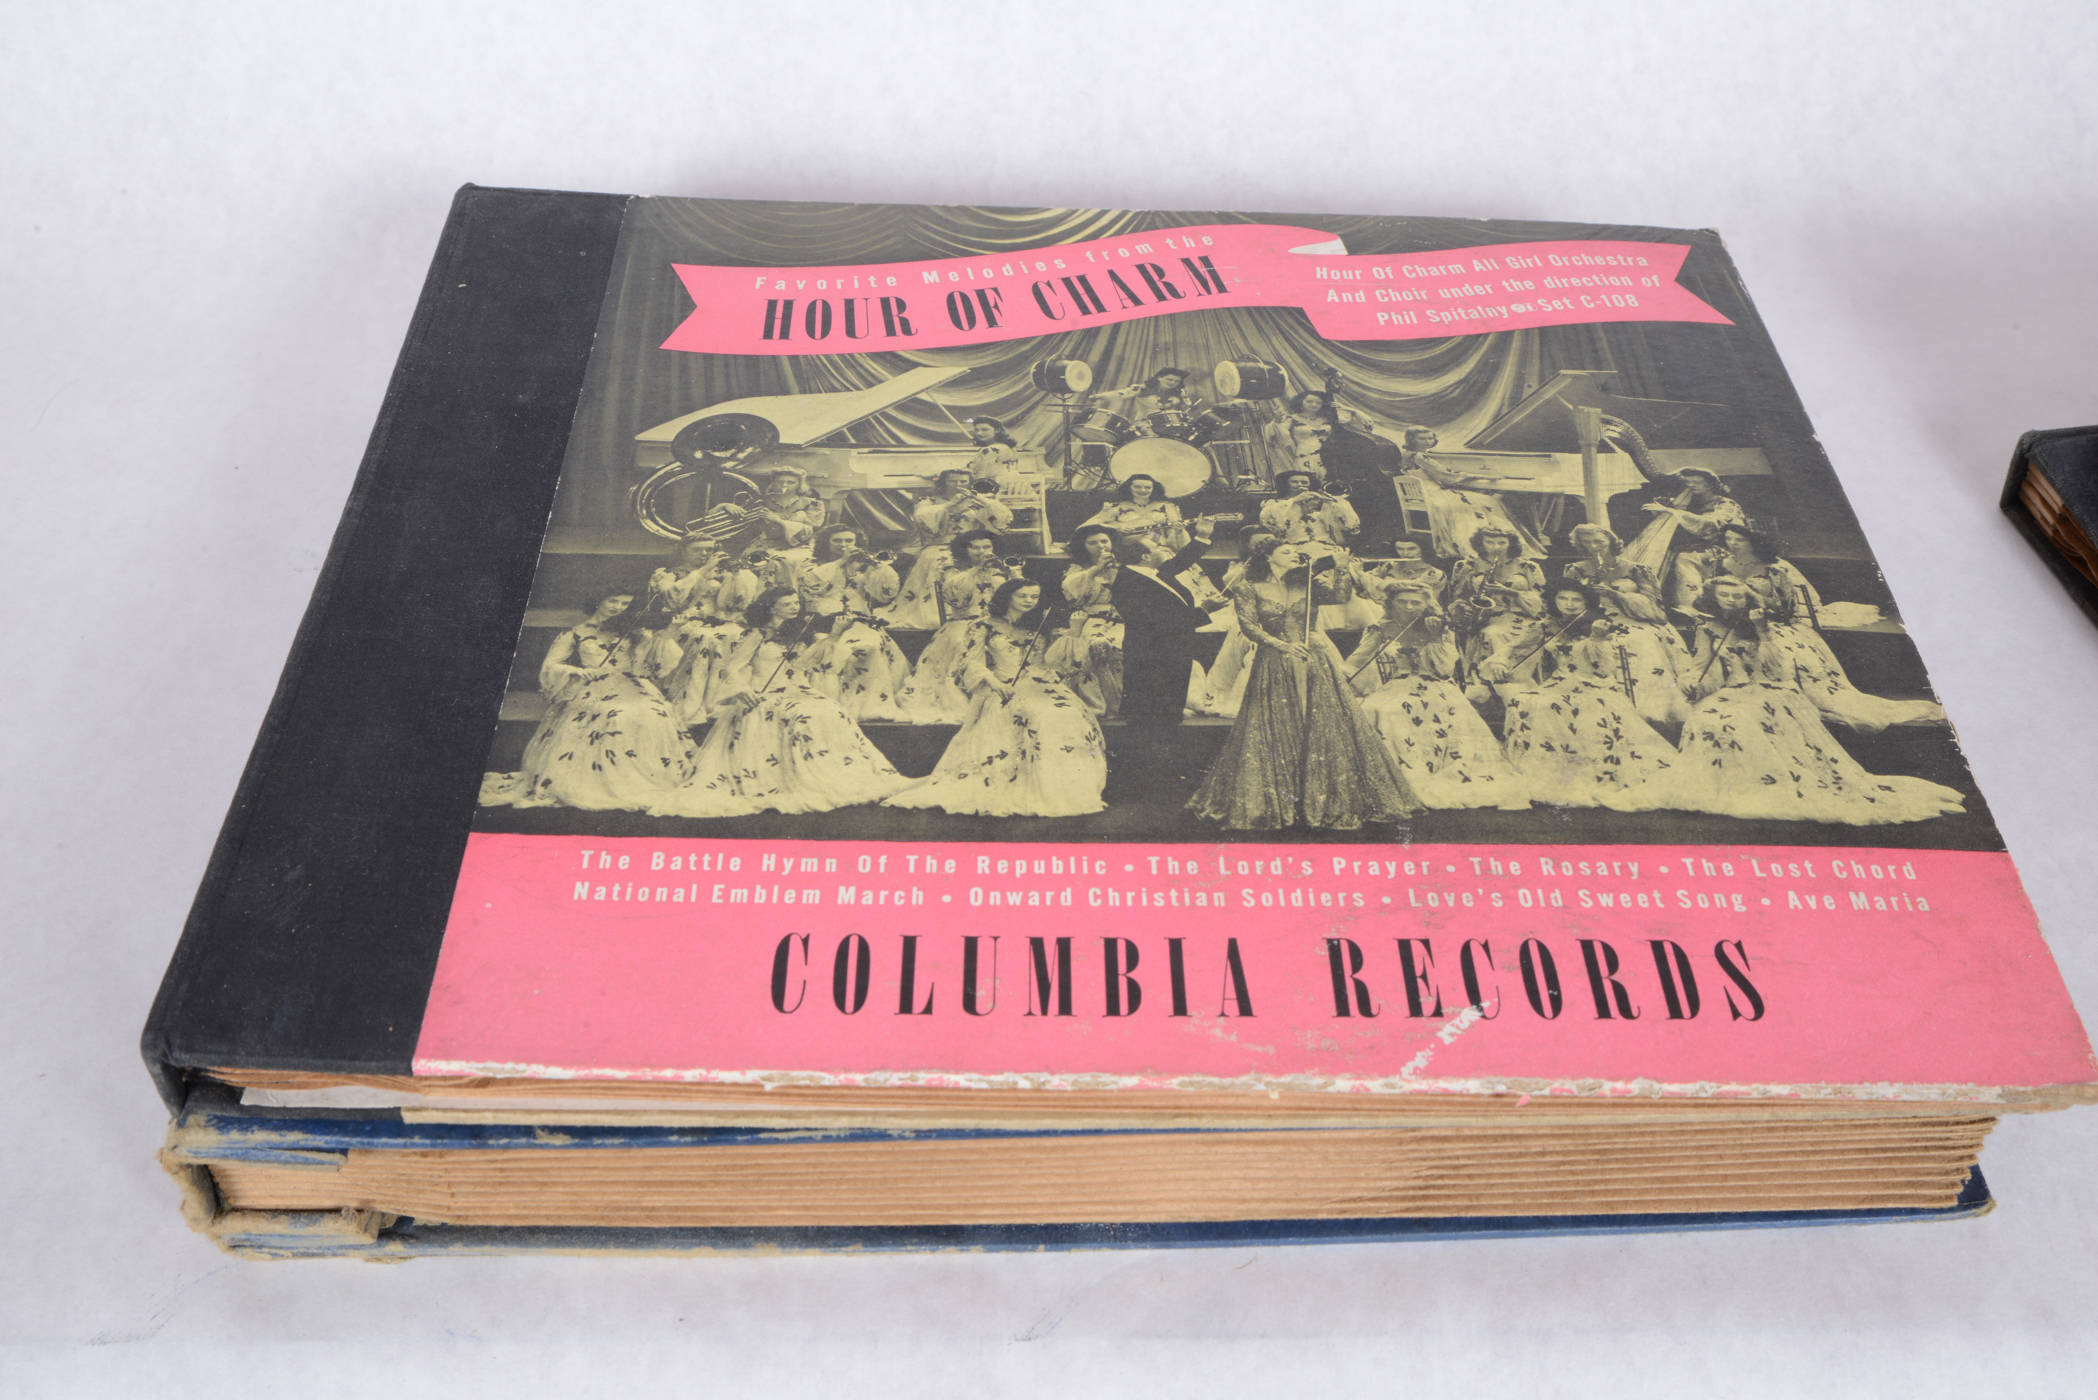 Favorite Melodies from the
HOUR OF CHARM
Hour Of Charm All Girl Orchestra
And Choir under the direction of
Phil Spitalny Set C-108
The Battle Hymn Of The Republic • The Lord's Prayer • The Rosary • The Lost Chord
National Emblem March • Onward Christian Soldiers • Love's Old Sweet Song • Ave Maria
COLUMBIA RECORDS